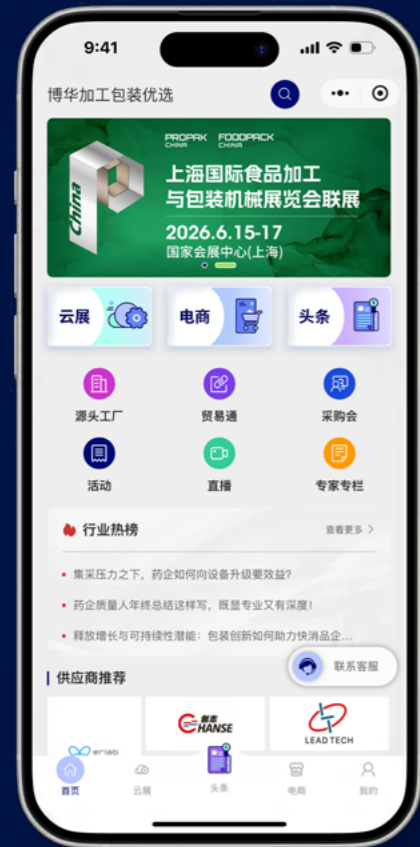 9:41
博华加工包装优选
PROPAK CHINA FOODPACK CHINA
China
上海国际食品加工
与包装机械展览会联展
2026.6.15-17
国家会展中心(上海)
云展
电商
头条
源头工厂
贸易通
采购会
活动
直播
专家专栏
行业热榜
查看更多
集采压力之下，药企如何向设备升级要效益?
药企质量人年终总结这样写，既显专业又有深度!
释放增长与可持续性潜能：包装创新如何助力快消品企...
联系客服
供应商推荐
erlab
创志
CHANSE
LEADTECH
首页
云展
头条
电商
我的